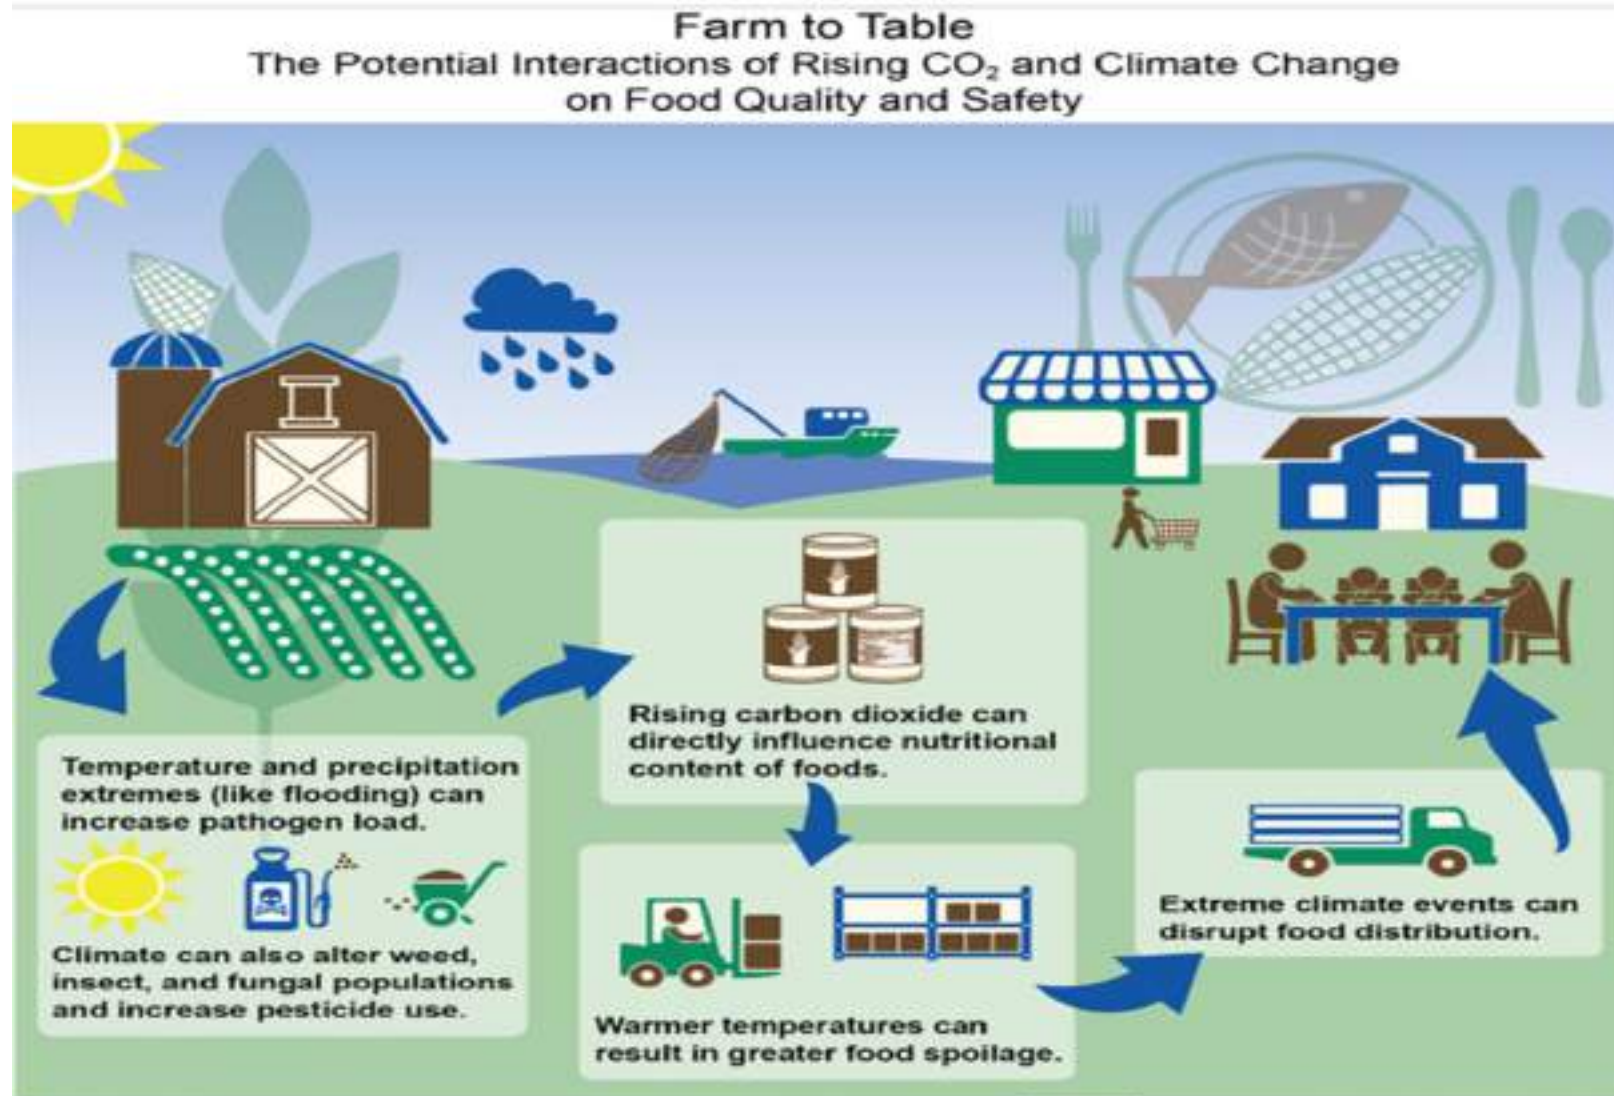 Farm to Table
The Potential Interactions of Rising CO₂ and Climate Change
on Food Quality and Safety
Temperature and precipitation
extremes (like flooding) can
increase pathogen load.
Climate can also alter weed,
insect, and fungal populations
and increase pesticide use.
Rising carbon dioxide can
directly influence nutritional
content of foods.
Warmer temperatures can
result in greater food spoilage.
Extreme climate events can
disrupt food distribution.